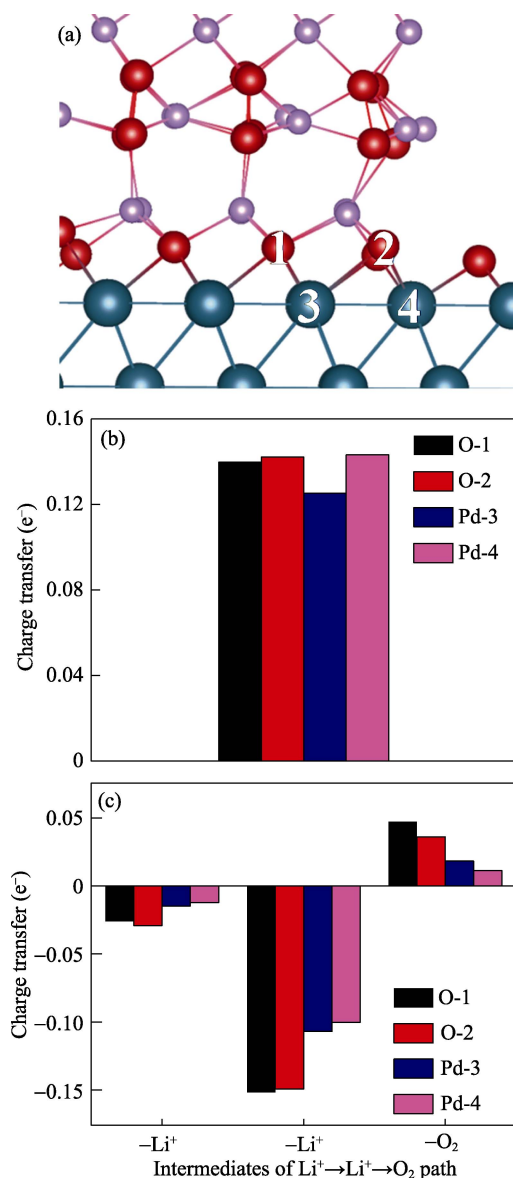 (a)
1
2
3
4
(b)
0.16
0.12
0.08
0.04
0
Charge transfer (e⁻)
O-1
O-2
Pd-3
Pd-4
(c)
0.05
0
−0.05
−0.10
−0.15
Charge transfer (e⁻)
O-1
O-2
Pd-3
Pd-4
−Li⁺
−Li⁺
−O₂
Intermediates of Li⁺→Li⁺→O₂ path